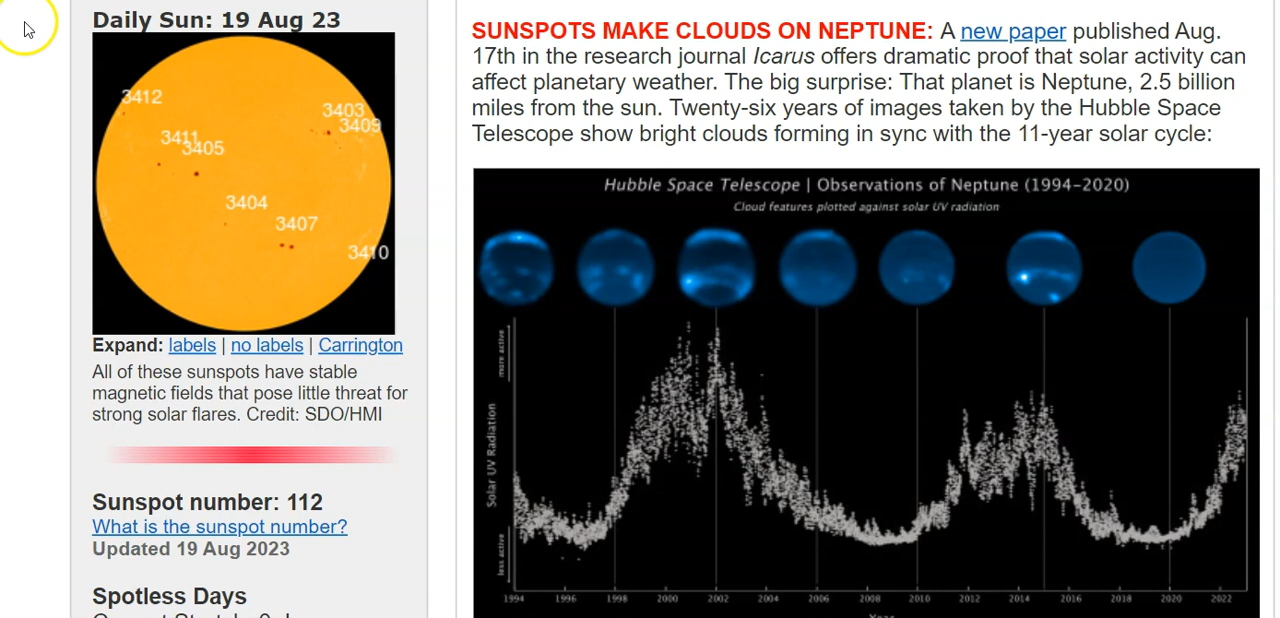 Daily Sun: 19 Aug 23
3412
3403
3409
3411
3405
3404
3407
3410
Expand: labels | no labels | Carrington
All of these sunspots have stable
magnetic fields that pose little threat for
strong solar flares. Credit: SDO/HMI
Sunspot number: 112
What is the sunspot number?
Updated 19 Aug 2023
Spotless Days
SUNSPOTS MAKE CLOUDS ON NEPTUNE: A new paper published Aug.
17th in the research journal Icarus offers dramatic proof that solar activity can
affect planetary weather. The big surprise: That planet is Neptune, 2.5 billion
miles from the sun. Twenty-six years of images taken by the Hubble Space
Telescope show bright clouds forming in sync with the 11-year solar cycle:
Hubble Space Telescope | Observations of Neptune (1994–2020)
Cloud features plotted against solar UV radiation
more active
Solar UV Radiation
less active
1994 1996 1998 2000 2002 2004 2006 2008 2010 2012 2014 2016 2018 2020 2022